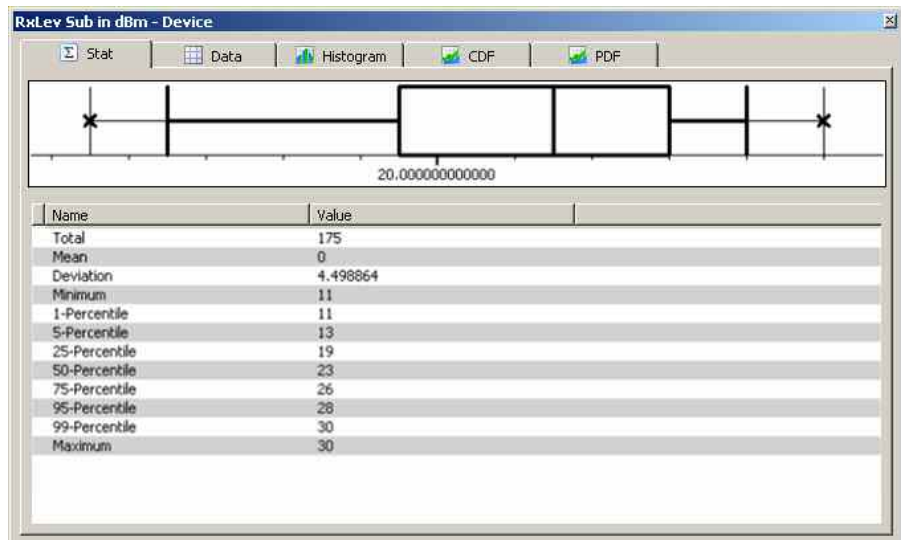 RxLev Sub in dBm - Device
Σ Stat Data Histogram CDF PDF
20.000000000000
Name Value
Total 175
Mean 0
Deviation 4.498864
Minimum 11
1-Percentile 11
5-Percentile 13
25-Percentile 19
50-Percentile 23
75-Percentile 26
95-Percentile 28
99-Percentile 30
Maximum 30